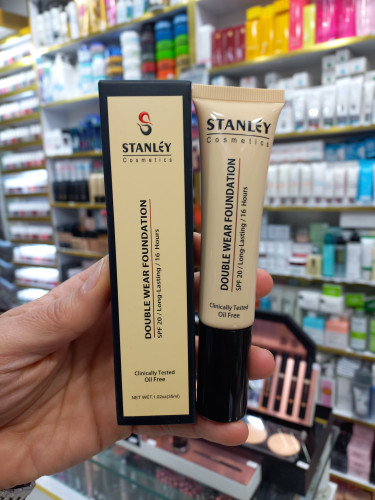 STANLEY
Cosmetics
DOUBLE WEAR FOUNDATION
SPF 20 / Long-Lasting / 16 Hours
Clinically Tested
Oil Free
STANLEY
Cosmetics
DOUBLE WEAR FOUNDATION
SPF 20 / Long-Lasting / 16 Hours
Clinically Tested
Oil Free